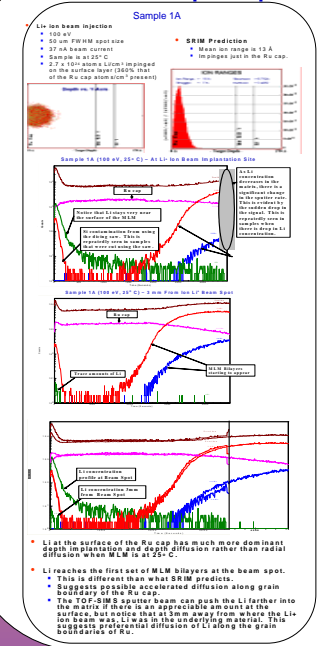 Sample 1A
Li+ ion beam injection
100 eV
50 um FWHM spot size
37 nA beam current
Sample is at 25° C
on the surface layer (360% that
of the Ru cap atoms/cm² present)
SRIM Prediction
Mean ion range is 13 Å
Impinges just in the Ru cap.
Depth vs. Y-Axis
ION RANGES
Sample 1A (100 eV, 25° C) – At Li+ Ion Beam Implantation Site
Ru cap
Notice that Li stays very near
the surface of the MLM
Si contamination from using
the dicing saw. This is
repeatedly seen in samples
that were cut using the saw.
As Li
concentration
decreases in the
matrix, there is a
significant change
in the sputter rate.
This is evident by
the sudden drop in
the signal. This is
repeatedly seen in
samples when
there is drop in Li
concentration.
Sample 1A (100 eV, 25° C) – 3 mm From Ion Li+ Beam Spot
Ru cap
Trace amounts of Li
MLM Bilayers
starting to appear
Li concentration
profile at Beam Spot
Li concentration 3mm
from Beam Spot
Li at the surface of the Ru cap has much more dominant
depth implantation and depth diffusion rather than radial
diffusion when MLM is at 25° C.
Li reaches the first set of MLM bilayers at the beam spot.
This is different than what SRIM predicts.
Suggests possible accelerated diffusion along grain
boundary of the Ru cap.
The TOF-SIMS sputter beam can push the Li farther into
the matrix if there is an appreciable amount at the
surface, but notice that at 3mm away from where the Li+
ion beam was, Li was in the underlying material. This
suggests preferential diffusion of Li along the grain
boundaries of Ru.